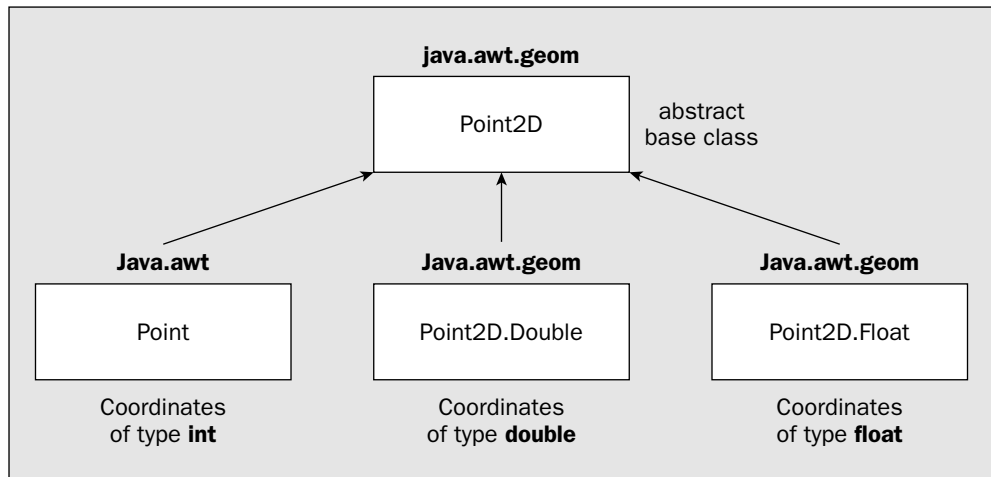 java.awt.geom
Point2D
abstract
base class
Java.awt
Java.awt.geom
Java.awt.geom
Point
Point2D.Double
Point2D.Float
Coordinates
of type int
Coordinates
of type double
Coordinates
of type float